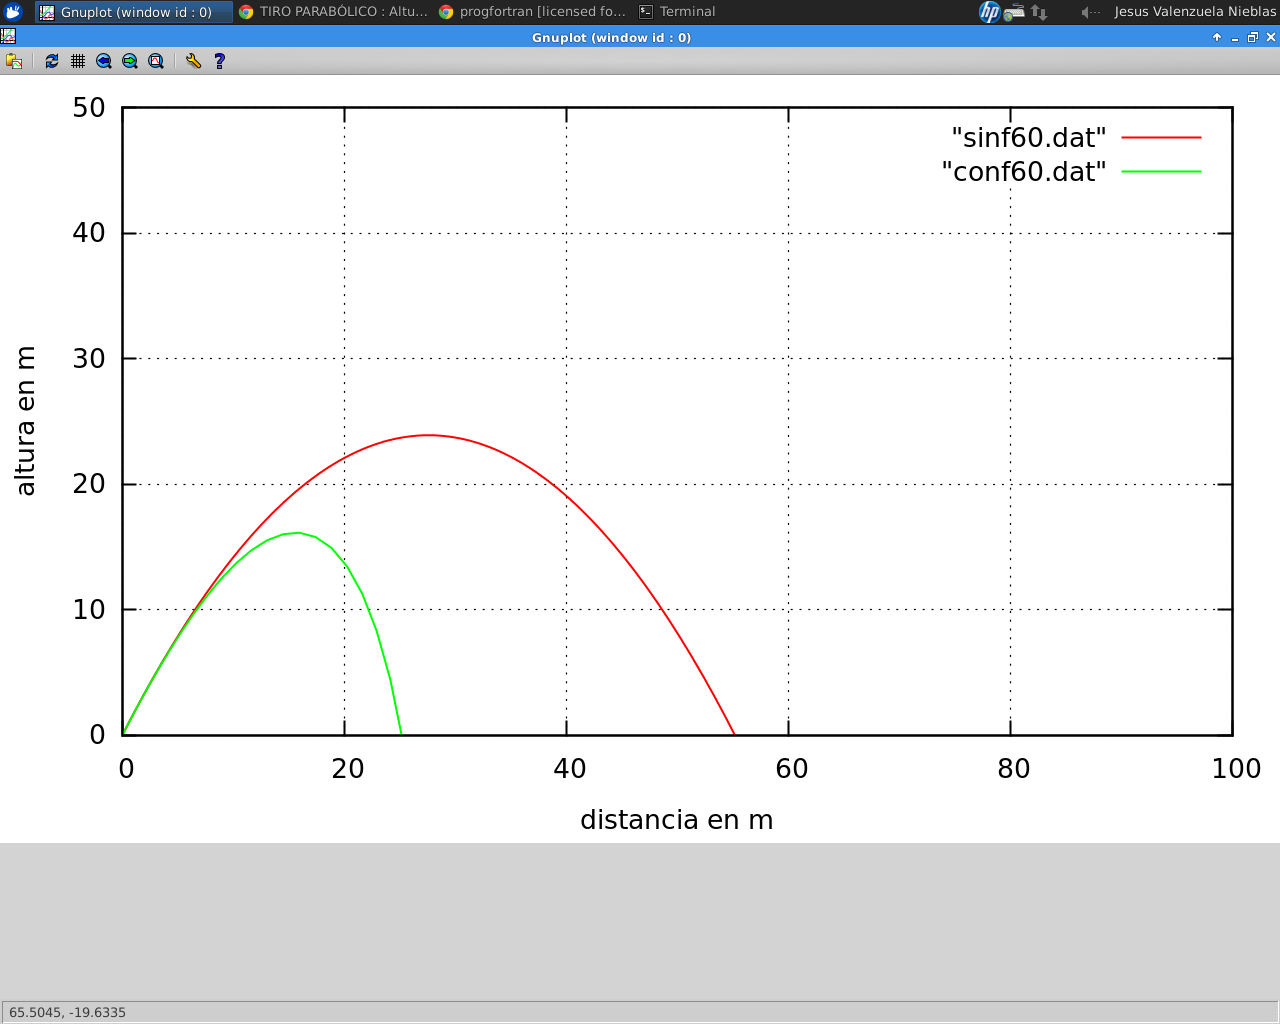 Gnuplot (window id : 0)
TIRO PARABÓLICO : Altu...
progfortran [licensed fo...
Terminal
hp
Jesus Valenzuela Nieblas
Gnuplot (window id : 0)
"sinf60.dat"
"conf60.dat"
50
40
30
20
10
0
altura en m
0 20 40 60 80 100
distancia en m
65.5045, -19.6335